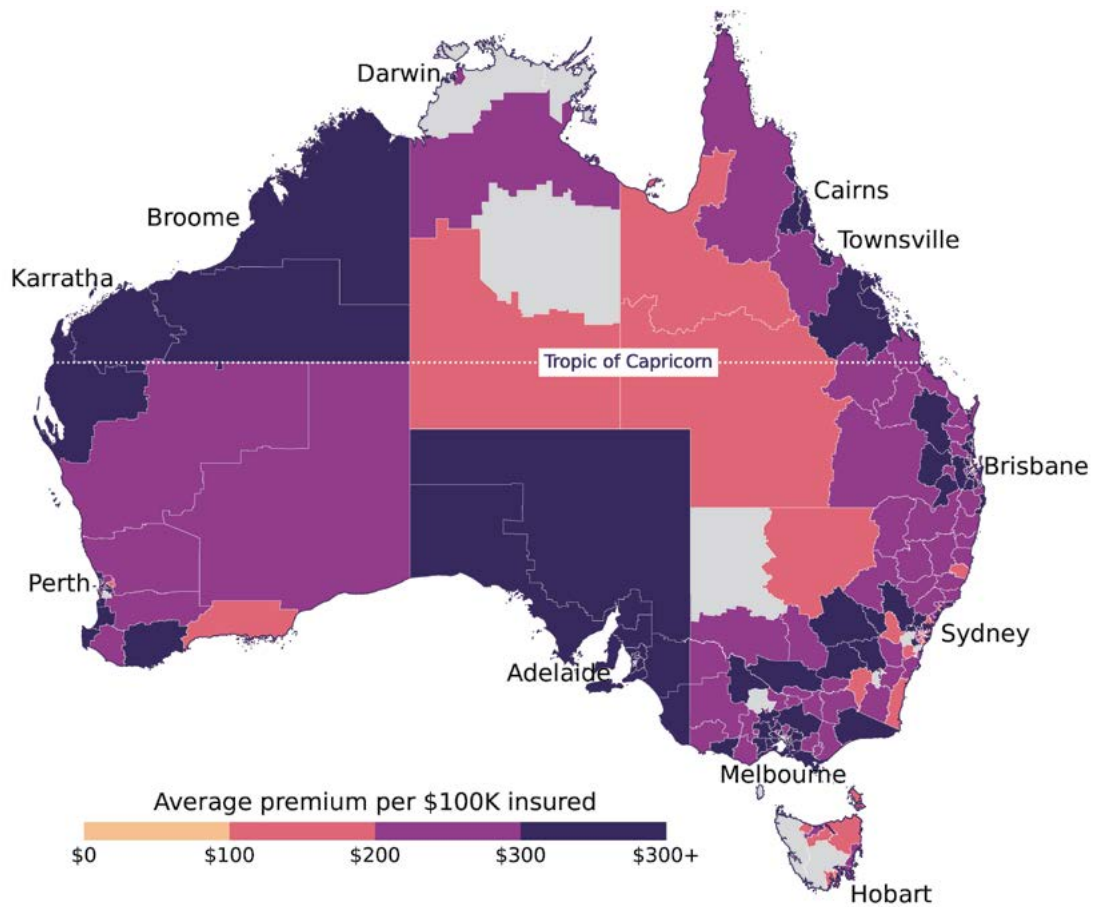 Darwin
Cairns
Broome
Townsville
Karratha
Tropic of Capricorn
Brisbane
Perth
Sydney
Adelaide
Melbourne
Average premium per $100K insured
$0 $100 $200 $300 $300+
Hobart